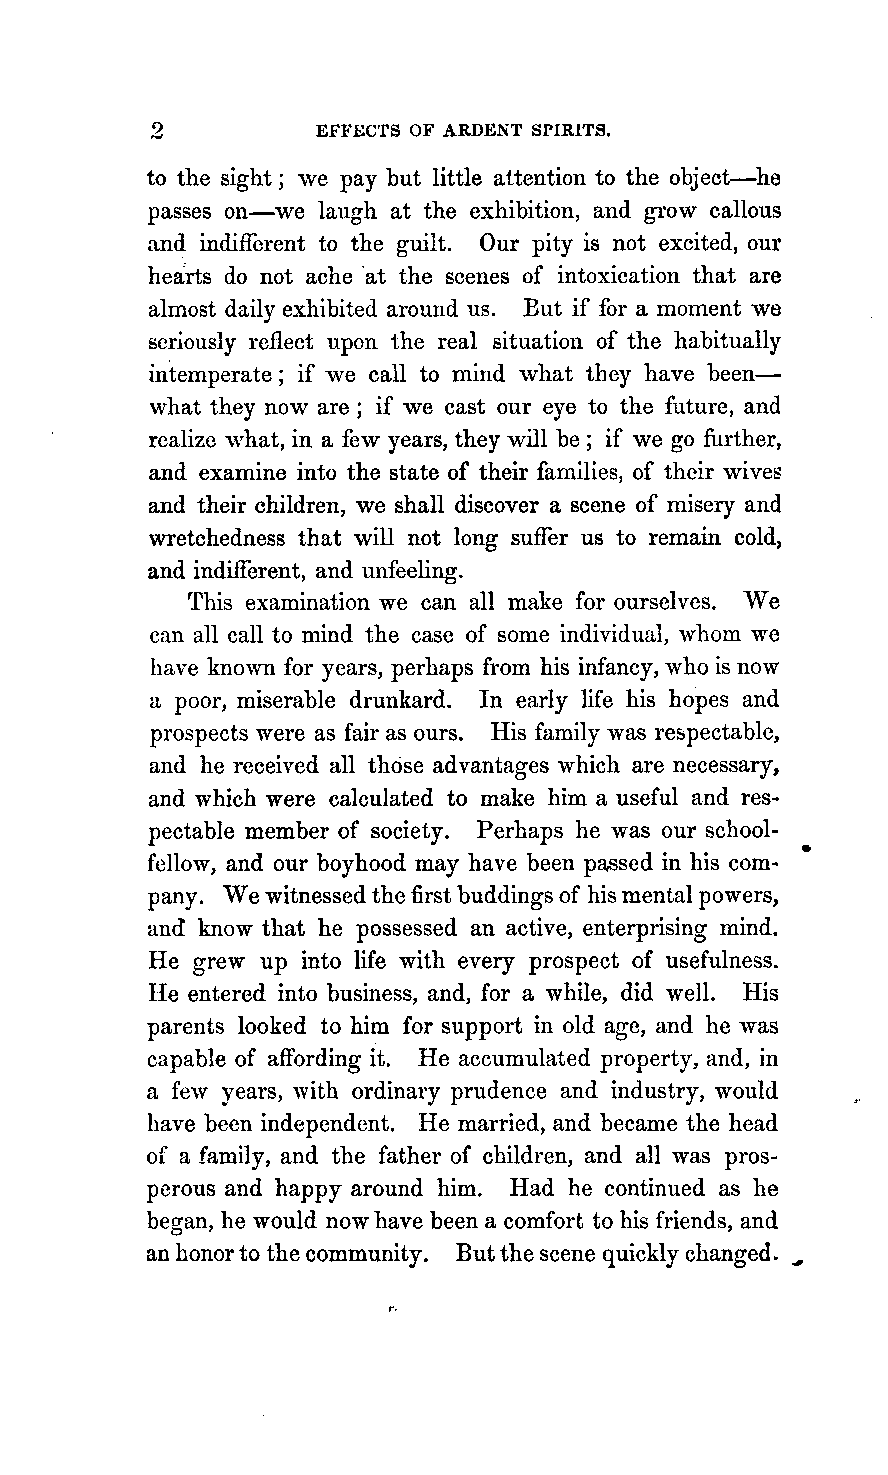 2 EFFECTS OF ARDENT SPIRITS.
to the sight; we pay but little attention to the object—he
passes on—we laugh at the exhibition, and grow callous
and indifferent to the guilt. Our pity is not excited, our
hearts do not ache at the scenes of intoxication that are
almost daily exhibited around us. But if for a moment we
seriously reflect upon the real situation of the habitually
intemperate; if we call to mind what they have been—
what they now are; if we cast our eye to the future, and
realize what, in a few years, they will be; if we go further,
and examine into the state of their families, of their wives
and their children, we shall discover a scene of misery and
wretchedness that will not long suffer us to remain cold,
and indifferent, and unfeeling.
This examination we can all make for ourselves. We
can all call to mind the case of some individual, whom we
have known for years, perhaps from his infancy, who is now
a poor, miserable drunkard. In early life his hopes and
prospects were as fair as ours. His family was respectable,
and he received all those advantages which are necessary,
and which were calculated to make him a useful and res-
pectable member of society. Perhaps he was our school-
fellow, and our boyhood may have been passed in his com-
pany. We witnessed the first buddings of his mental powers,
and know that he possessed an active, enterprising mind.
He grew up into life with every prospect of usefulness.
He entered into business, and, for a while, did well. His
parents looked to him for support in old age, and he was
capable of affording it. He accumulated property, and, in
a few years, with ordinary prudence and industry, would
have been independent. He married, and became the head
of a family, and the father of children, and all was pros-
perous and happy around him. Had he continued as he
began, he would now have been a comfort to his friends, and
an honor to the community. But the scene quickly changed.